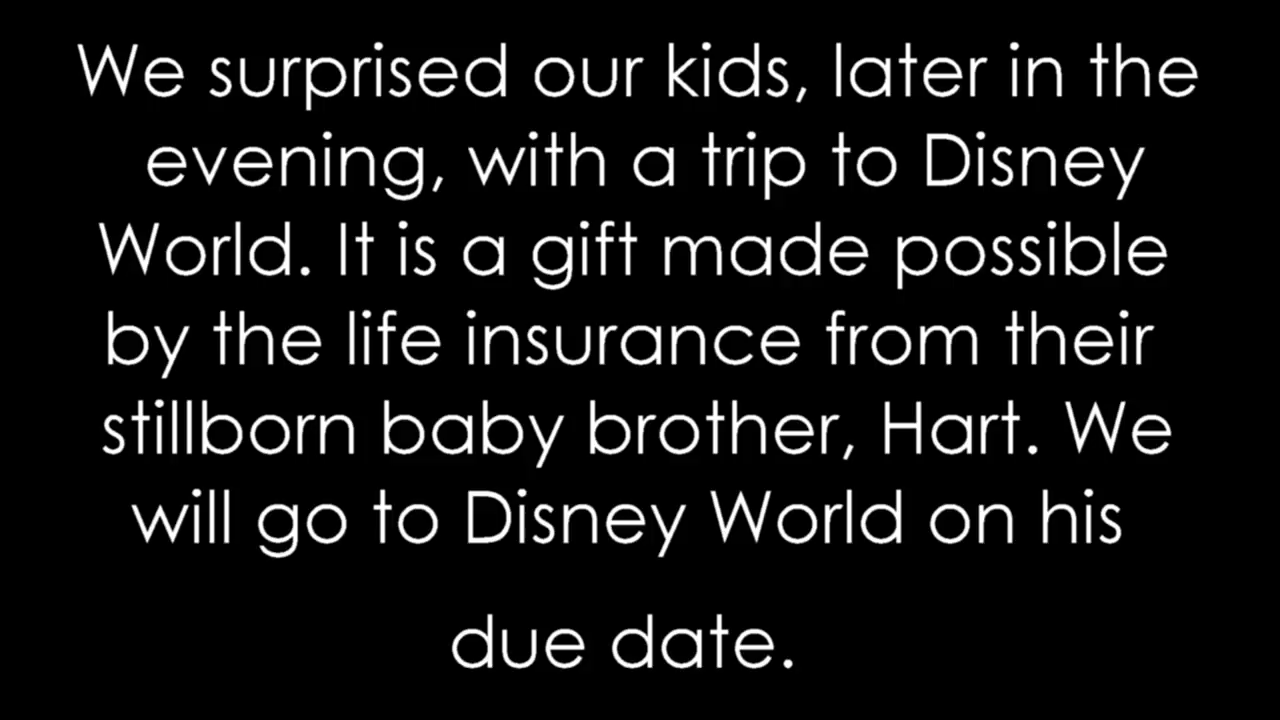 We surprised our kids, later in the
evening, with a trip to Disney
World. It is a gift made possible
by the life insurance from their
stillborn baby brother, Hart. We
will go to Disney World on his
due date.